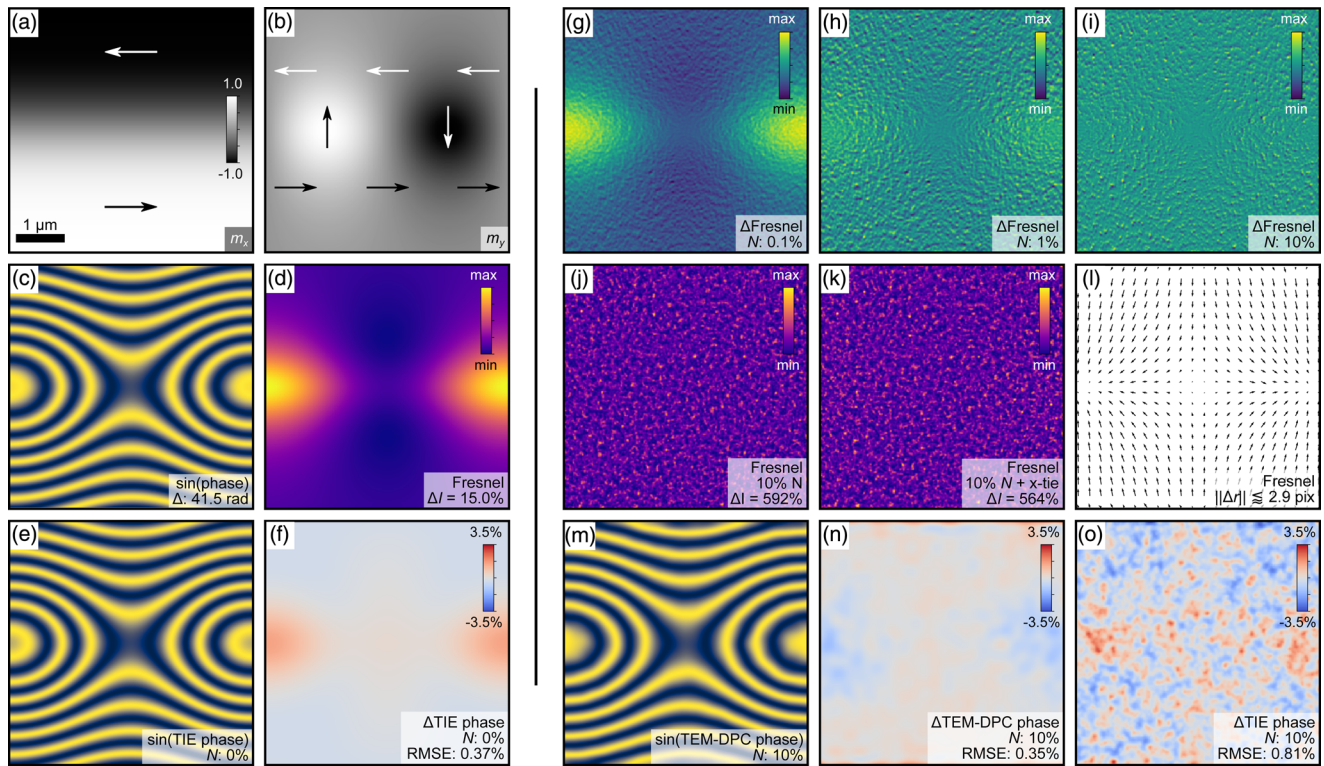 (a)
1.0
-1.0
1 μm
mₓ
(b)
m_y
(c)
sin(phase)
Δ: 41.5 rad
(d)
max
min
Fresnel
ΔI = 15.0%
(e)
sin(TIE phase)
N: 0%
(f)
3.5%
-3.5%
ΔTIE phase
N: 0%
RMSE: 0.37%
(g)
max
min
ΔFresnel
N: 0.1%
(h)
max
min
ΔFresnel
N: 1%
(i)
max
min
ΔFresnel
N: 10%
(j)
max
min
Fresnel
10% N
ΔI = 592%
(k)
max
min
Fresnel
10% N + x-tie
ΔI = 564%
(l)
Fresnel
||Δr|| ≦ 2.9 pix
(m)
sin(TEM-DPC phase)
N: 10%
(n)
3.5%
-3.5%
ΔTEM-DPC phase
N: 10%
RMSE: 0.35%
(o)
3.5%
-3.5%
ΔTIE phase
N: 10%
RMSE: 0.81%